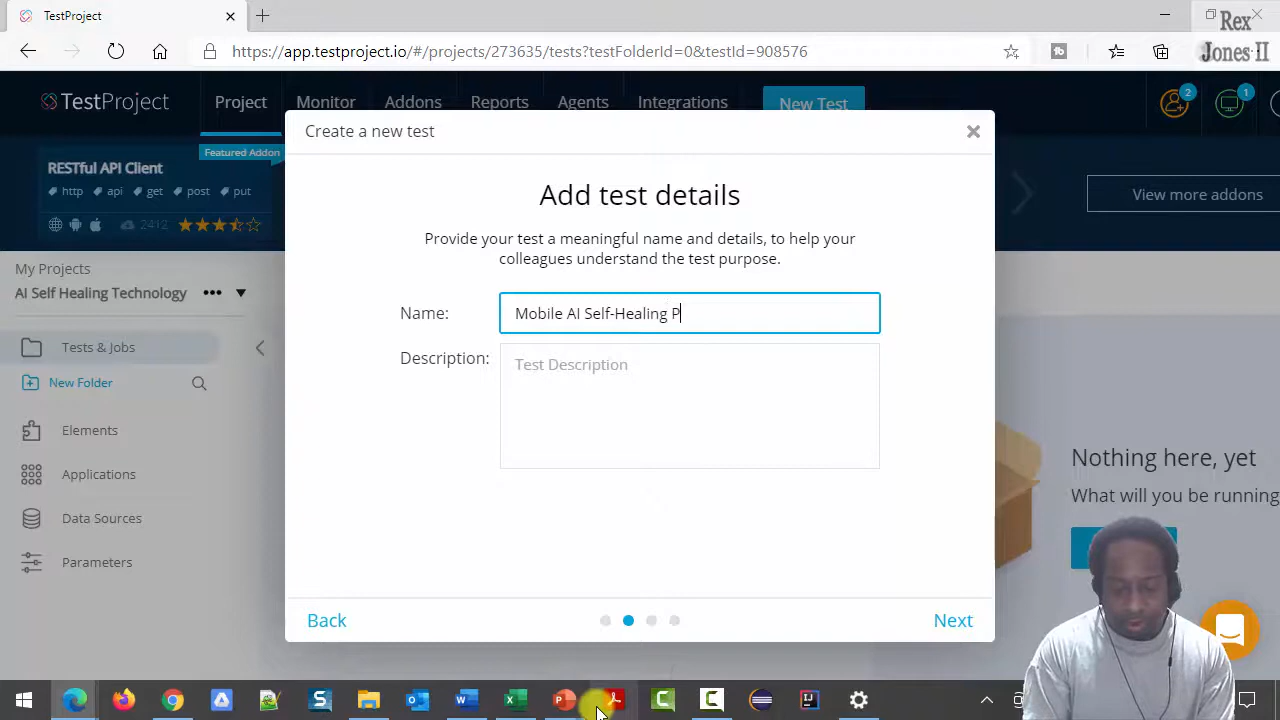 TestProject
https://app.testproject.io/#/projects/273635/tests?testFolderId=0&testId=908576
Rex
Jones II
TestProject
Project
Monitor
Addons
Reports
Agents
Integrations
New Test
2
1
Featured Addon
RESTful API Client
http
api
get
post
put
2412
View more addons
My Projects
AI Self Healing Technology
Tests & Jobs
New Folder
Elements
Applications
Data Sources
Parameters
Create a new test
Add test details
Provide your test a meaningful name and details, to help your
colleagues understand the test purpose.
Name:
Mobile AI Self-Healing P
Description:
Test Description
Back
Next
Nothing here, yet
What will you be running